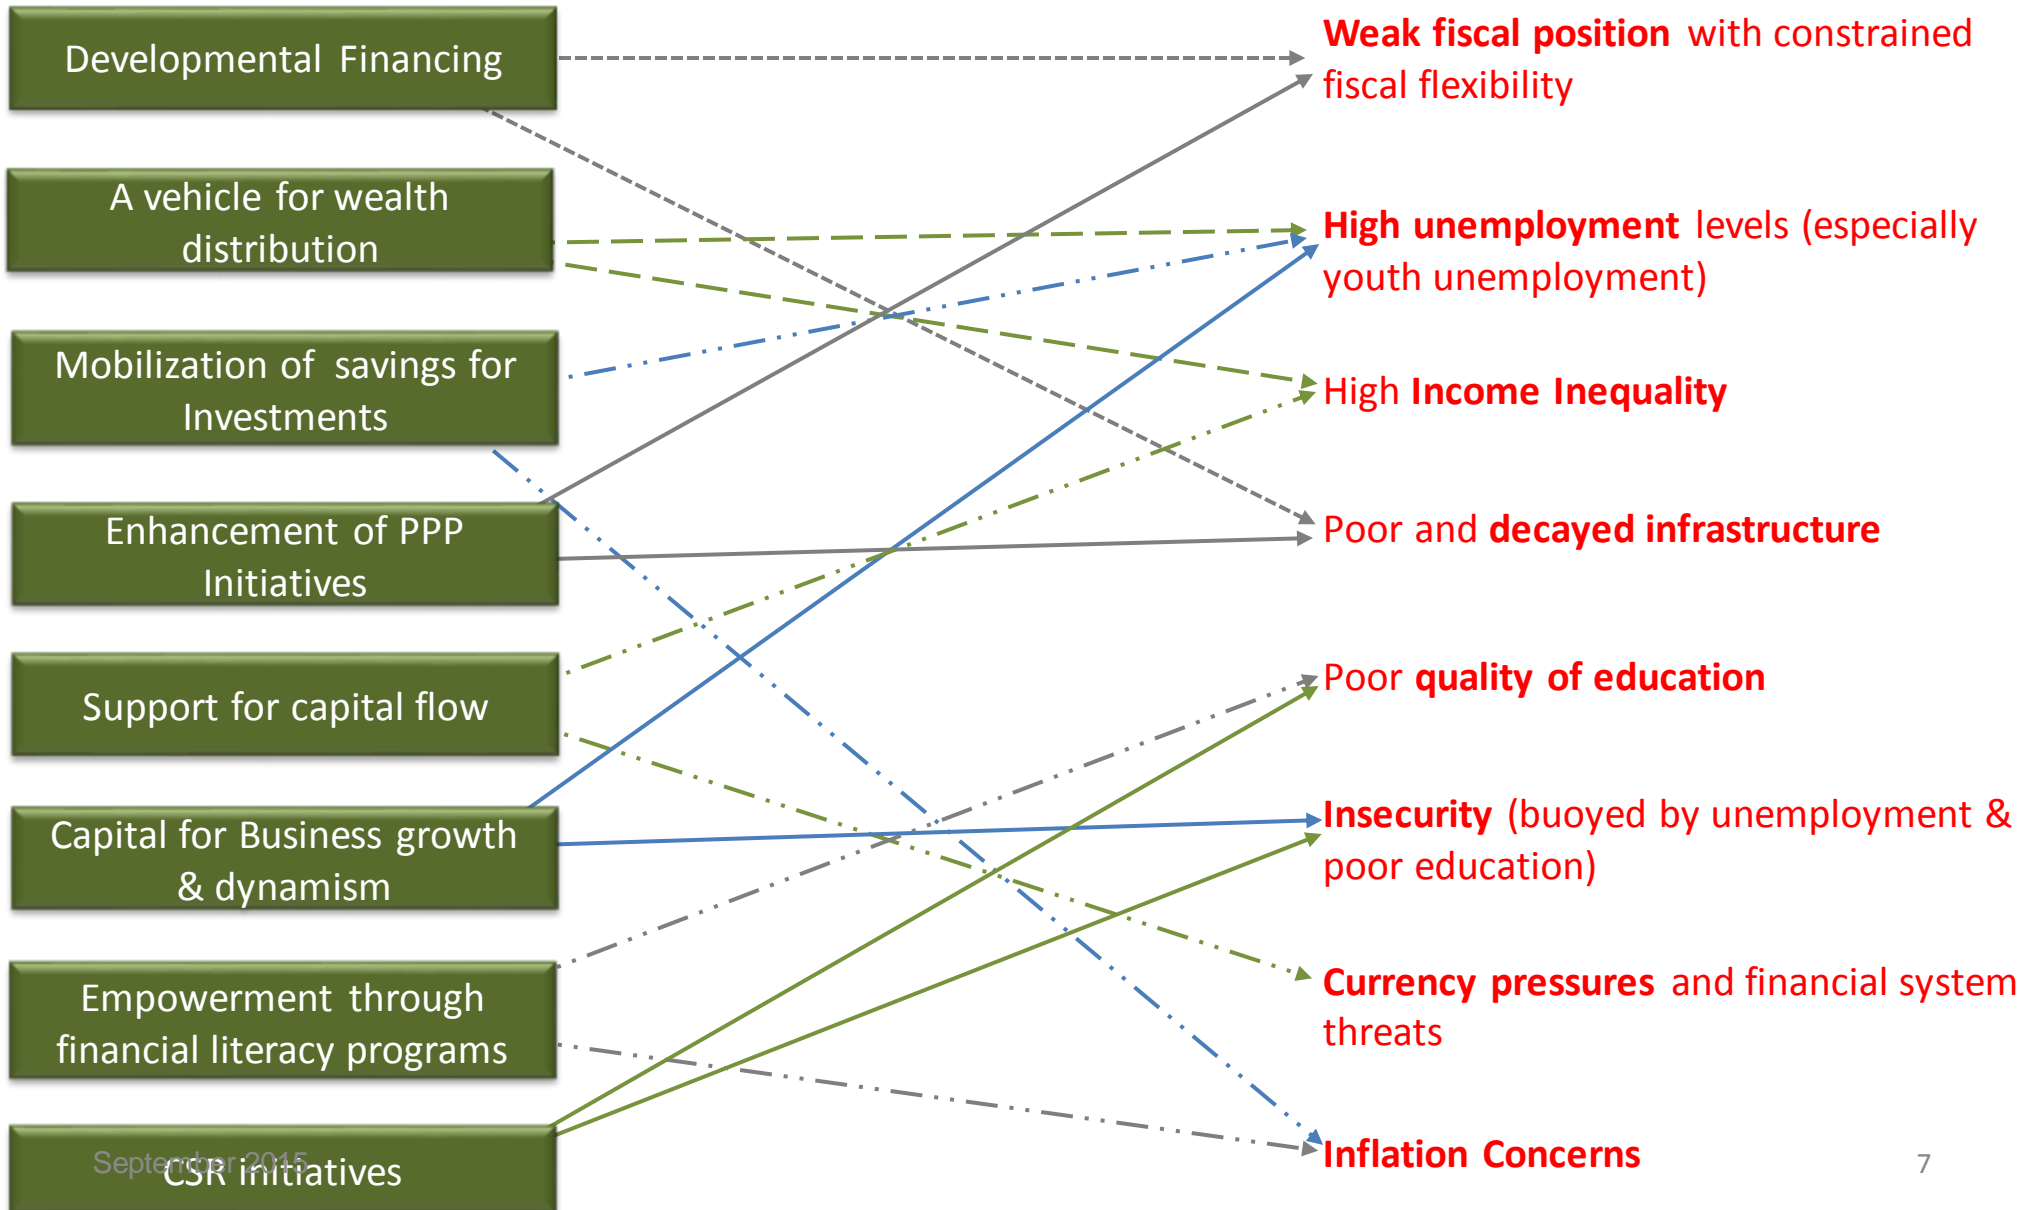 Developmental Financing
A vehicle for wealth
distribution
Mobilization of savings for
Investments
Enhancement of PPP
Initiatives
Support for capital flow
Capital for Business growth
& dynamism
Empowerment through
financial literacy programs
CSR initiatives
September 2015
Weak fiscal position with constrained
fiscal flexibility
High unemployment levels (especially
youth unemployment)
High Income Inequality
Poor and decayed infrastructure
Poor quality of education
Insecurity (buoyed by unemployment &
poor education)
Currency pressures and financial system
threats
Inflation Concerns
7